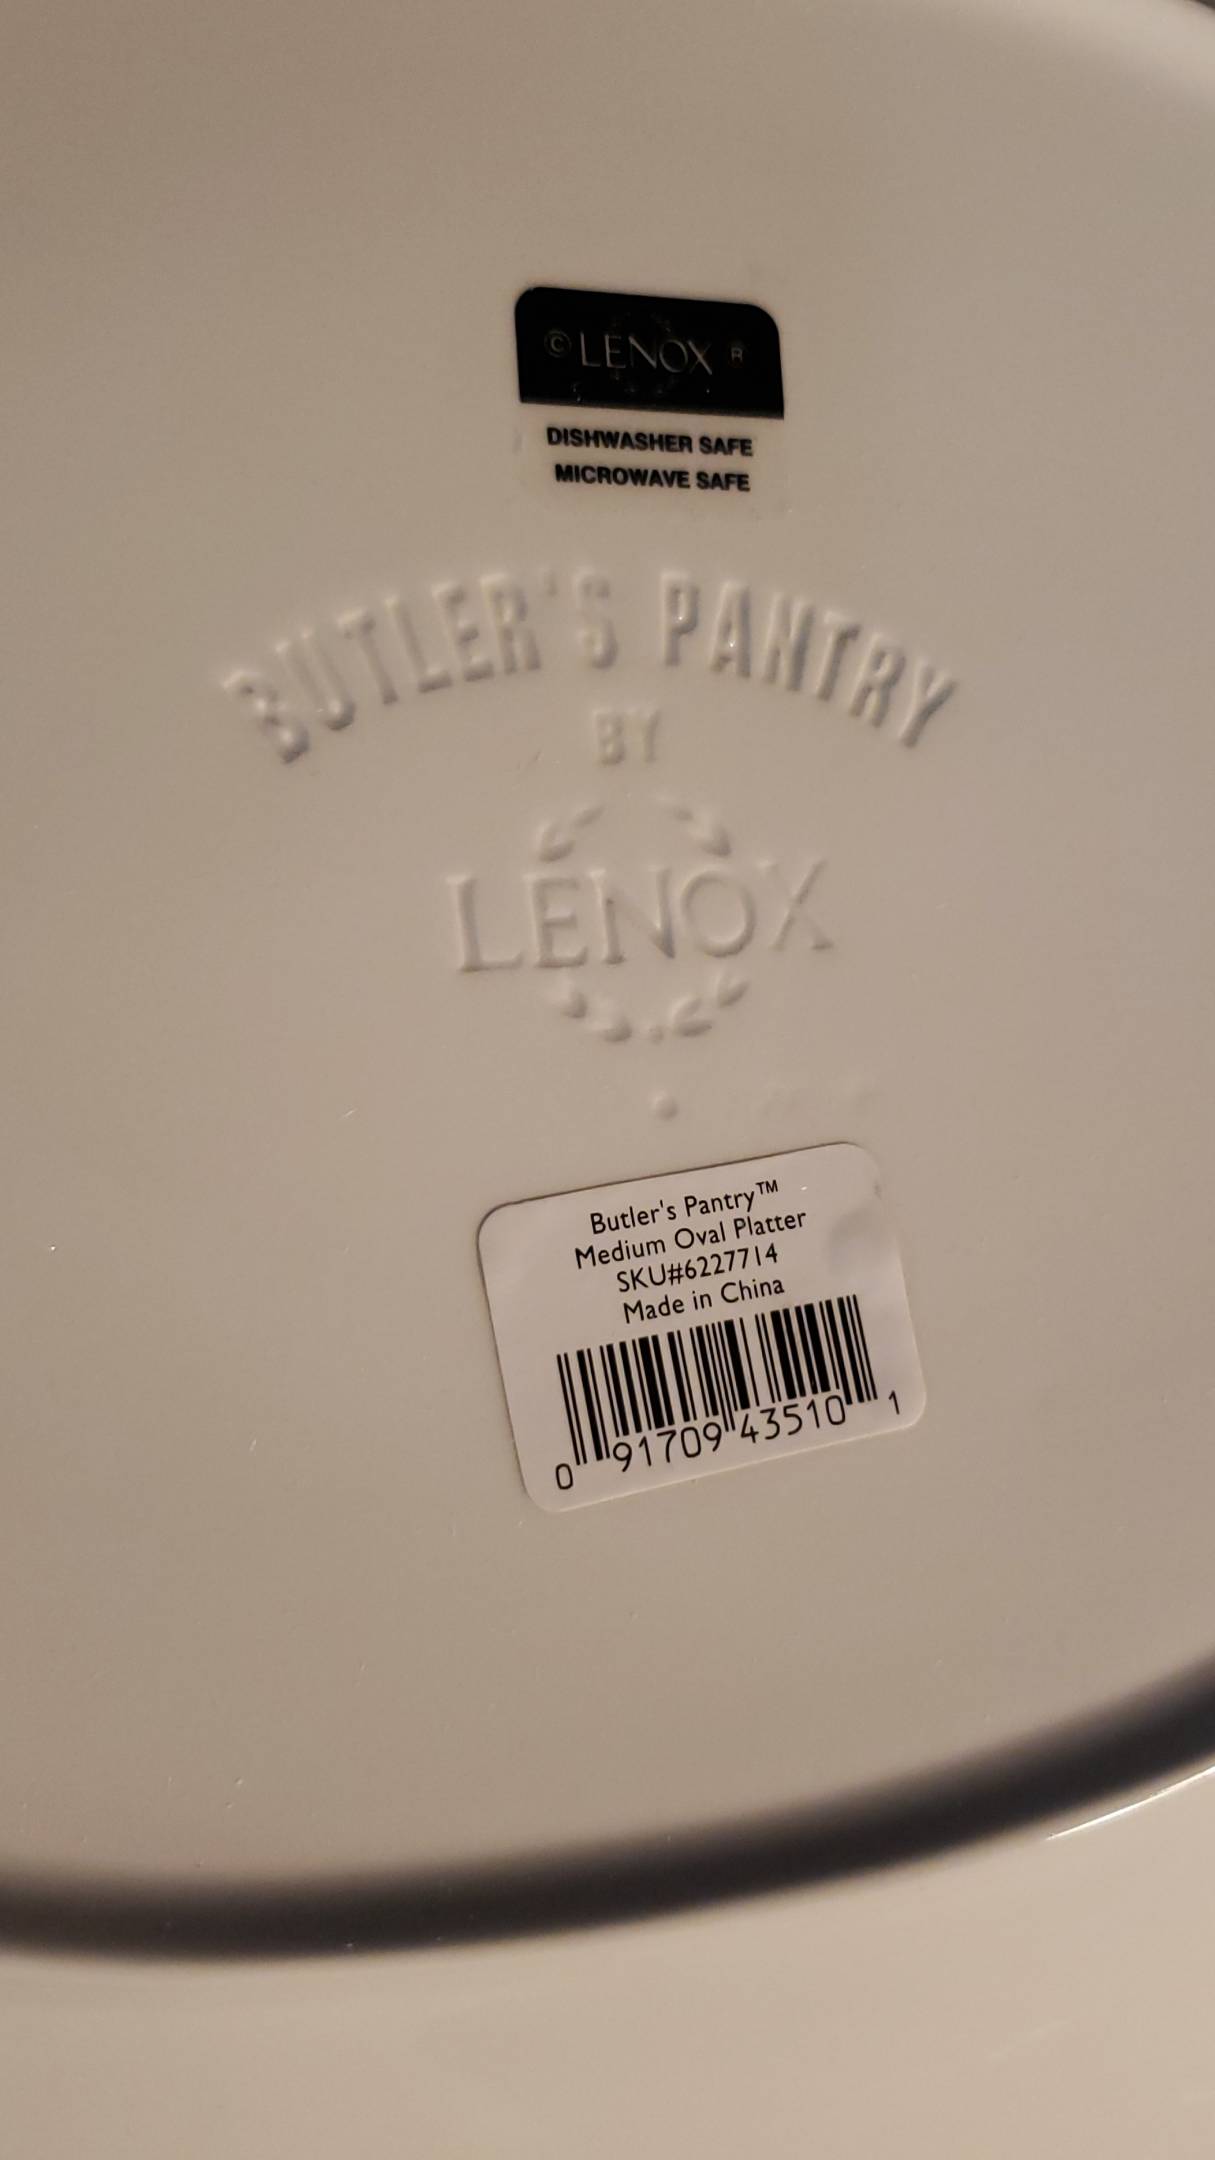 © LENOX ®
DISHWASHER SAFE
MICROWAVE SAFE
BUTLER'S PANTRY
BY
LENOX
Butler's Pantry™
Medium Oval Platter
SKU#6227714
Made in China
0 91709 43510 1